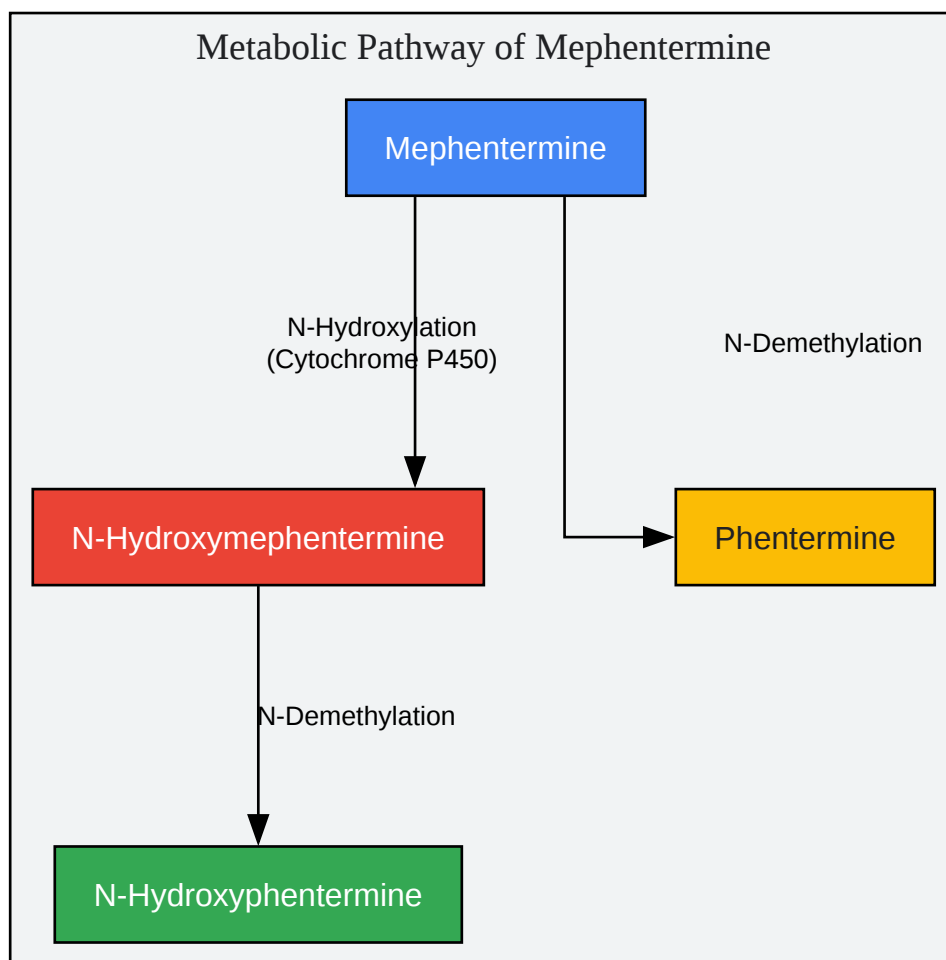 Metabolic Pathway of Mephentermine
Mephentermine
N-Hydroxylation
(Cytochrome P450)
N-Demethylation
N-Hydroxymephentermine
Phentermine
N-Demethylation
N-Hydroxyphentermine